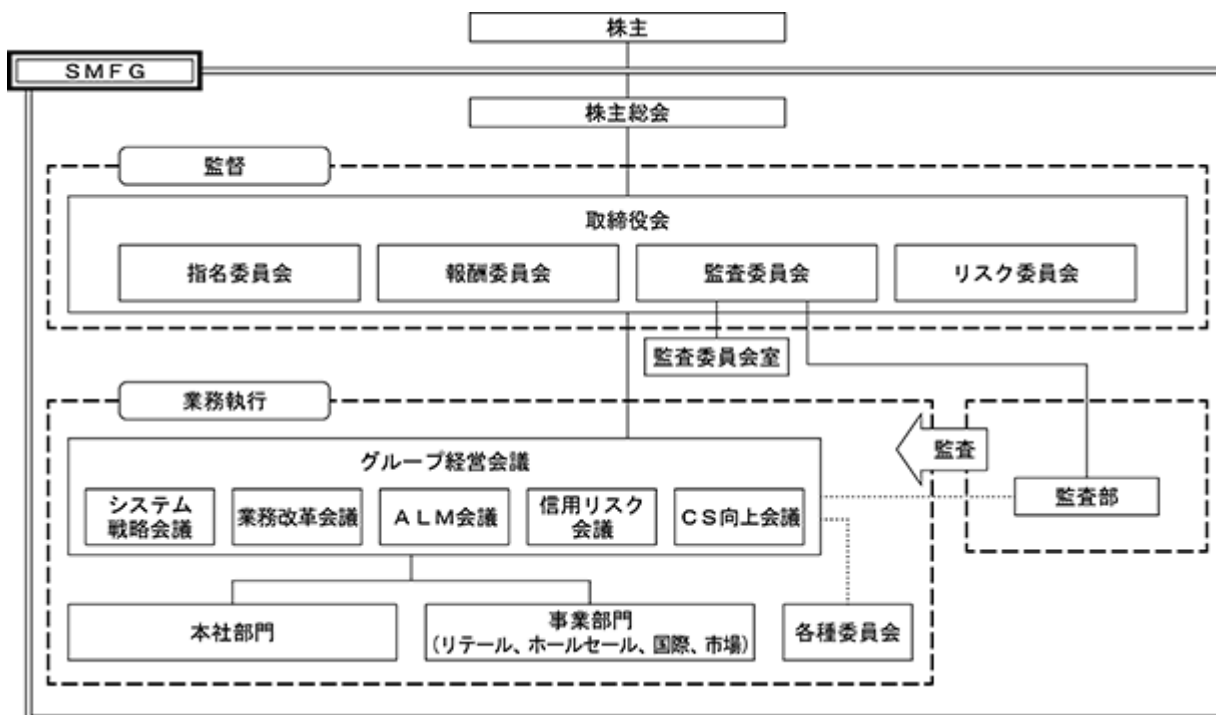 株主
ＳＭＦＧ
株主総会
監督
取締役会
指名委員会
報酬委員会
監査委員会
リスク委員会
監査委員会室
業務執行
グループ経営会議
監査
システム
戦略会議
業務改革会議
ＡＬＭ会議
信用リスク
会議
ＣＳ向上会議
監査部
本社部門
事業部門
（リテール、ホールセール、国際、市場）
各種委員会